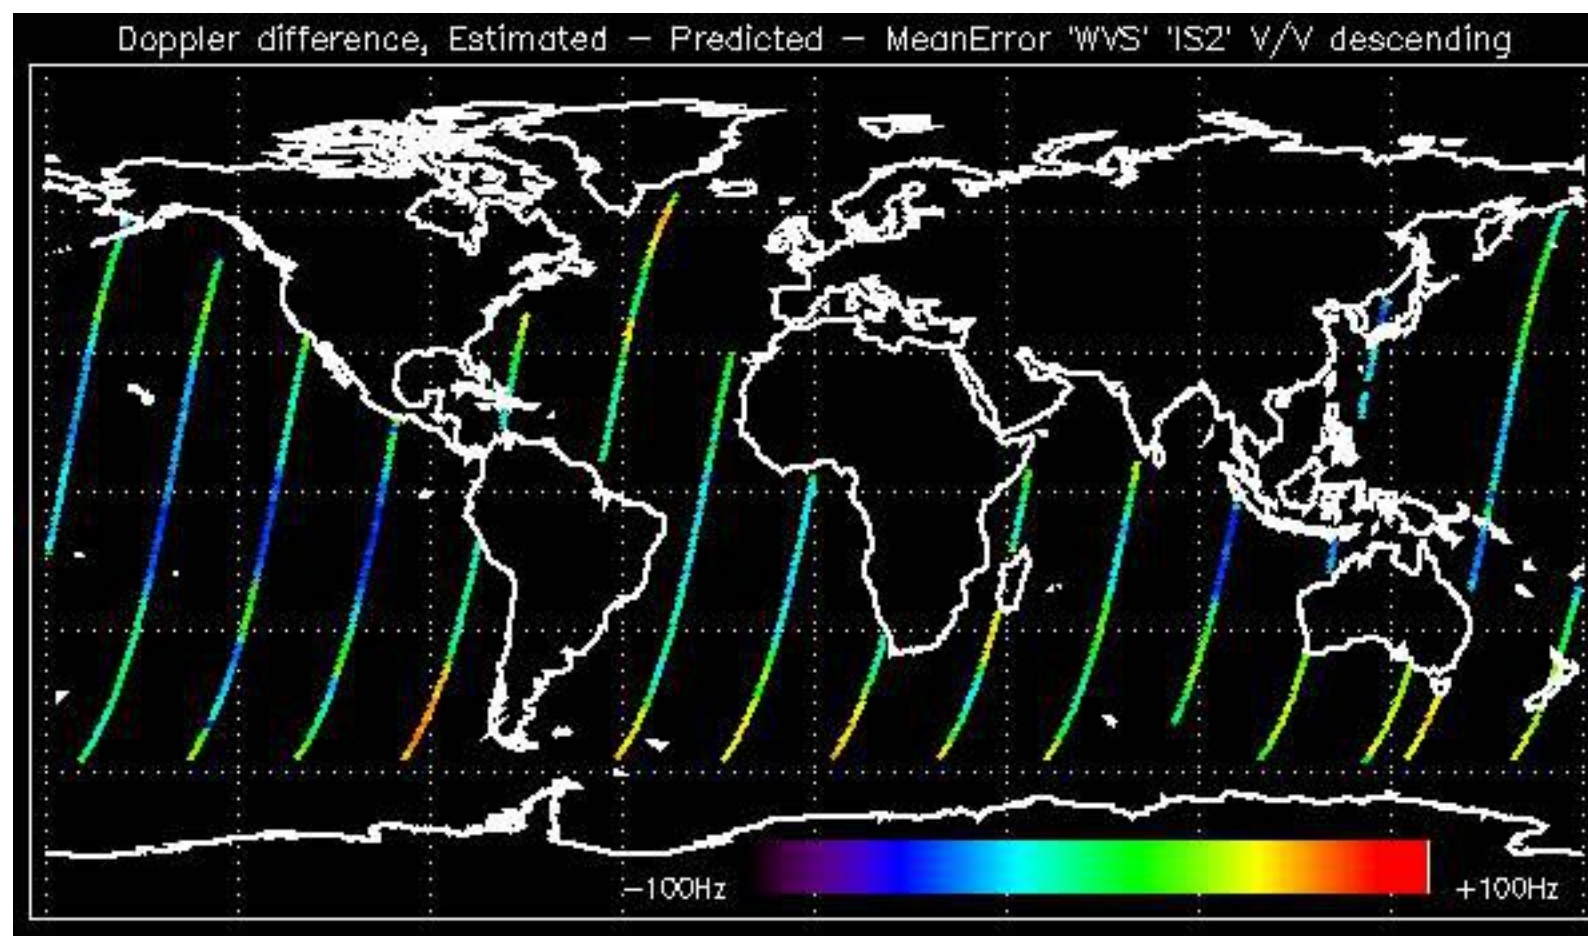 Doppler difference, Estimated – Predicted – MeanError 'WVS' 'IS2' V/V descending
−100Hz +100Hz